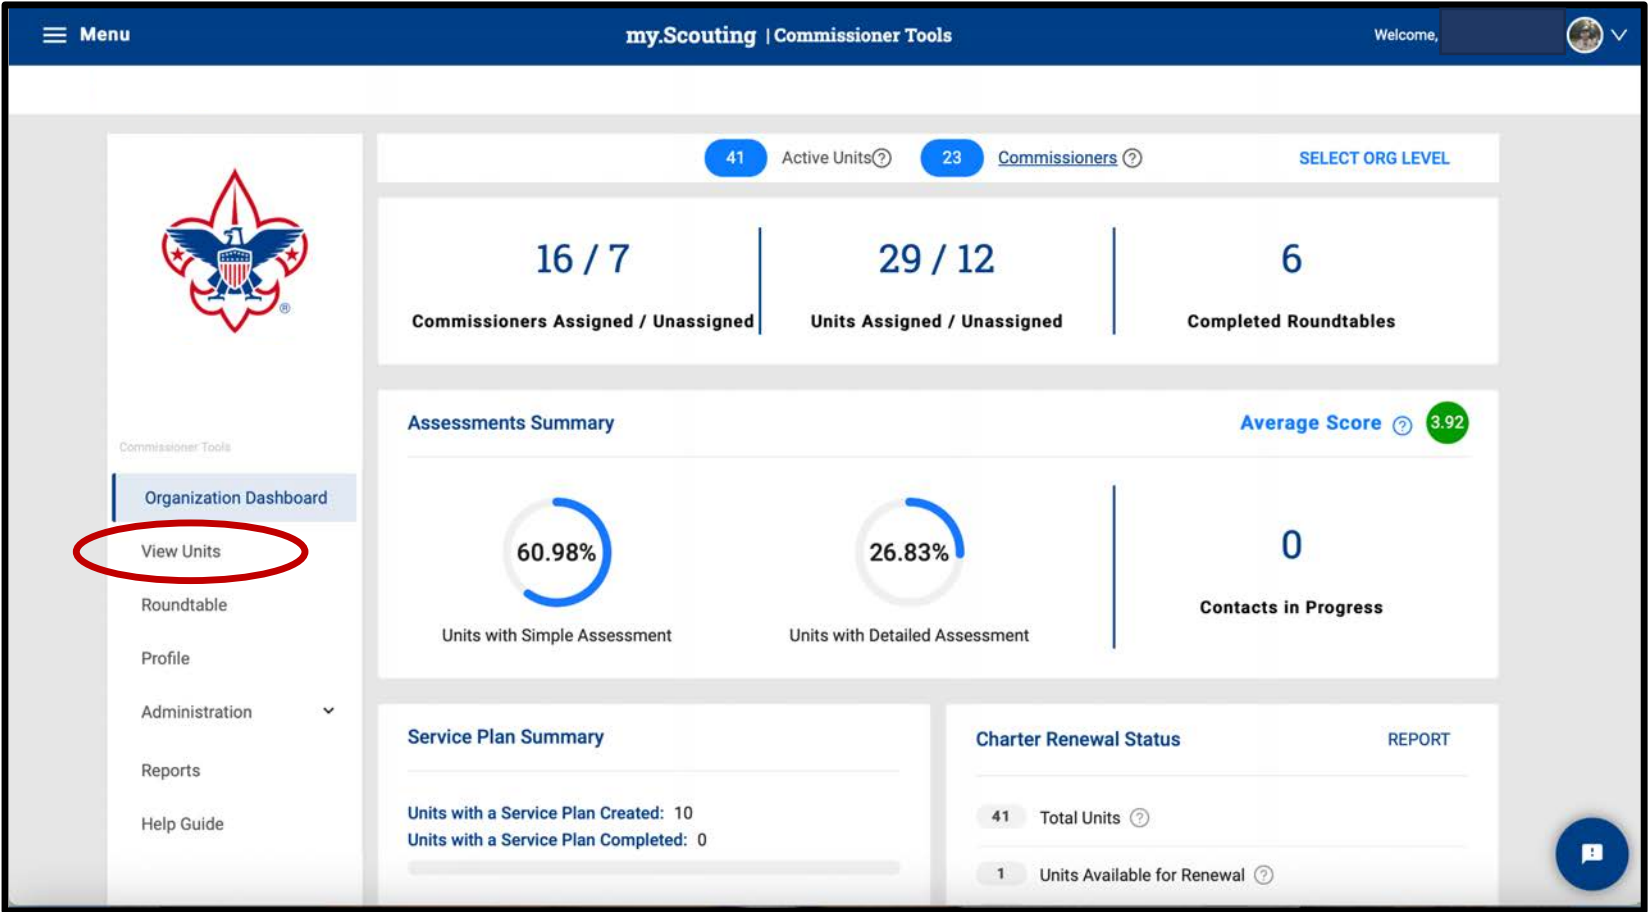 Menu
my.Scouting | Commissioner Tools
Welcome,
41 Active Units ? 23 Commissioners ? SELECT ORG LEVEL
®
16 / 7
Commissioners Assigned / Unassigned
29 / 12
Units Assigned / Unassigned
6
Completed Roundtables
Commissioner Tools
Organization Dashboard
View Units
Roundtable
Profile
Administration
Reports
Help Guide
Assessments Summary
Average Score ? 3.92
60.98%
Units with Simple Assessment
26.83%
Units with Detailed Assessment
0
Contacts in Progress
Service Plan Summary
Units with a Service Plan Created: 10
Units with a Service Plan Completed: 0
Charter Renewal Status REPORT
41 Total Units ?
1 Units Available for Renewal ?